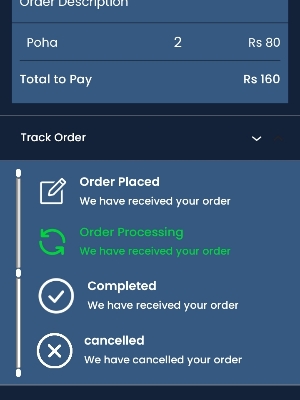 Order Description
Poha 2 Rs 80
Total to Pay Rs 160
Track Order
Order Placed
We have received your order
Order Processing
We have received your order
Completed
We have received your order
cancelled
We have cancelled your order